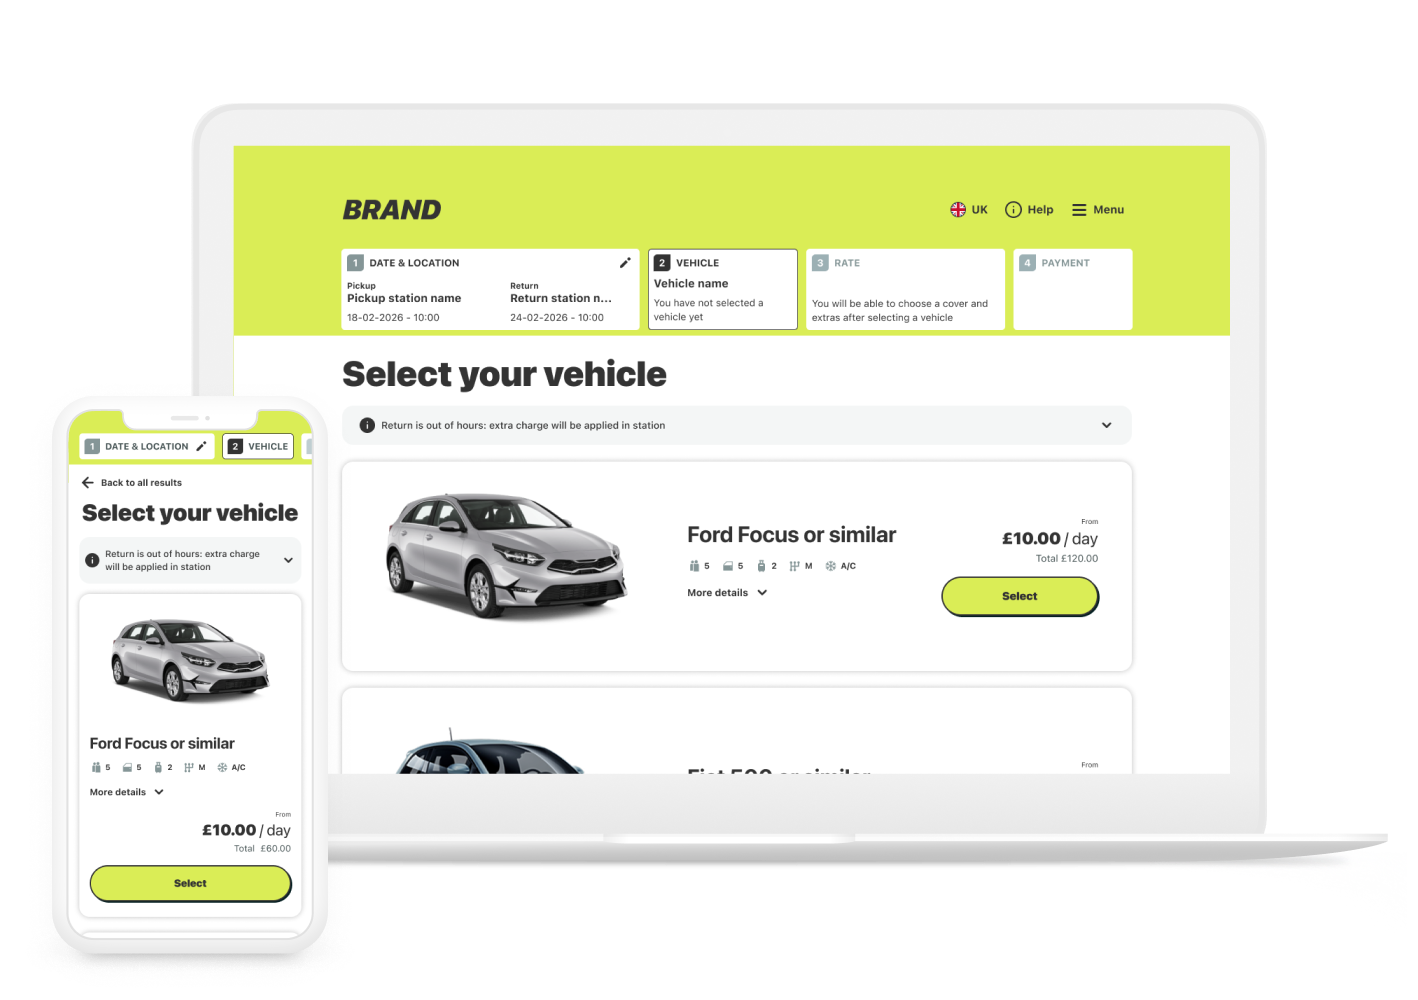 BRAND
UK Help Menu
1 DATE & LOCATION
Pickup
Pickup station name
18-02-2026 - 10:00
Return
Return station n...
24-02-2026 - 10:00
2 VEHICLE
Vehicle name
You have not selected a
vehicle yet
3 RATE
You will be able to choose a cover and
extras after selecting a vehicle
4 PAYMENT
Select your vehicle
Return is out of hours: extra charge will be applied in station
Ford Focus or similar
5 5 2 M A/C
More details
From
£10.00 / day
Total £120.00
Select
Fiat 500 or similar
From
1 DATE & LOCATION
2 VEHICLE
Back to all results
Select your vehicle
Return is out of hours: extra charge
will be applied in station
Ford Focus or similar
5 5 2 M A/C
More details
From
£10.00 / day
Total £60.00
Select